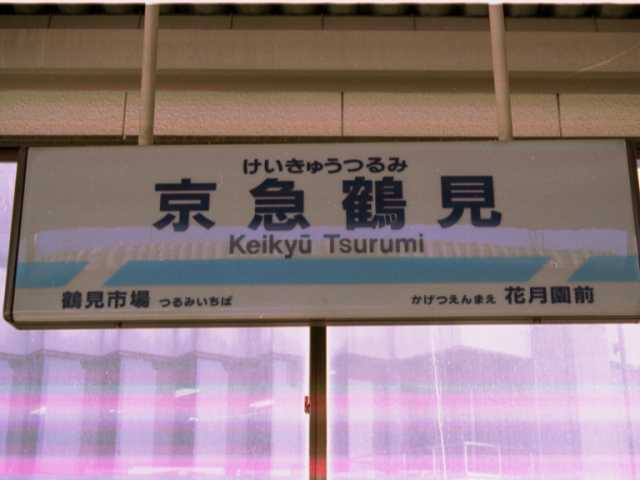 けいきゅうつるみ
京急鶴見
Keikyū Tsurumi
鶴見市場 つるみいちば
かげつえんまえ 花月園前